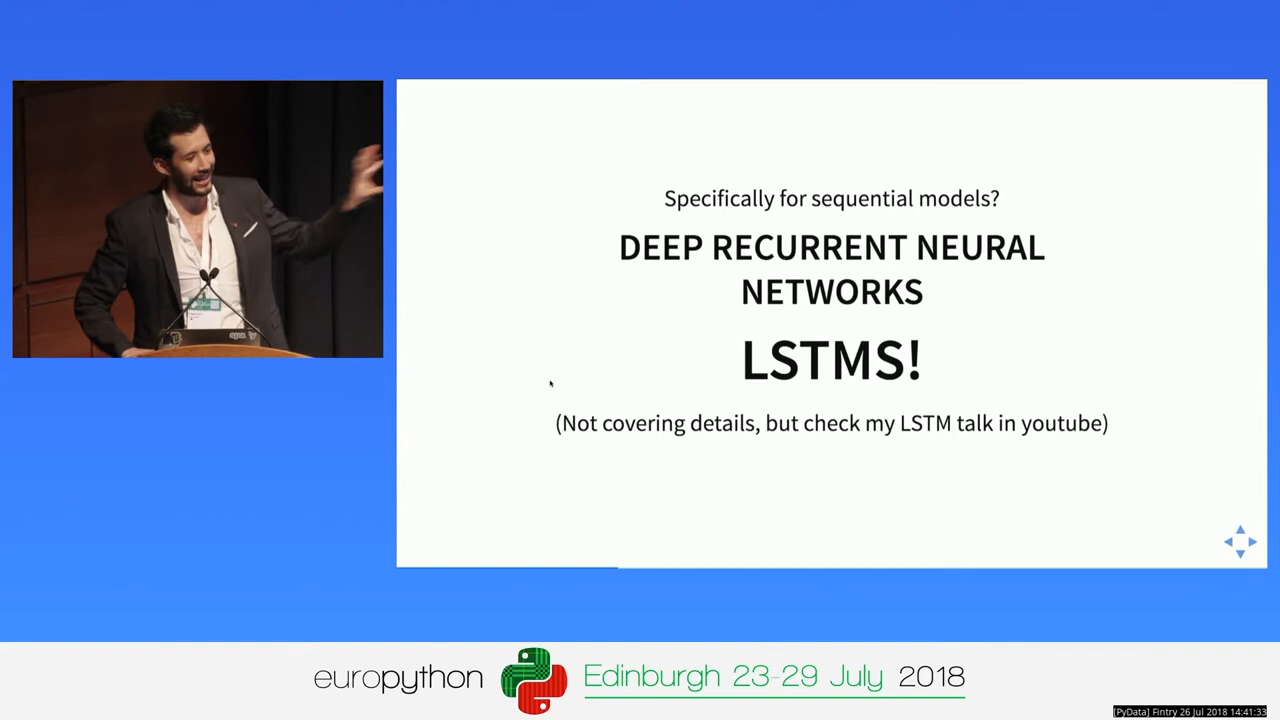 Specifically for sequential models?
DEEP RECURRENT NEURAL
NETWORKS
LSTMS!
(Not covering details, but check my LSTM talk in youtube)
europython Edinburgh 23-29 July 2018
[PyData] Fintry 26 Jul 2018 14:41:33